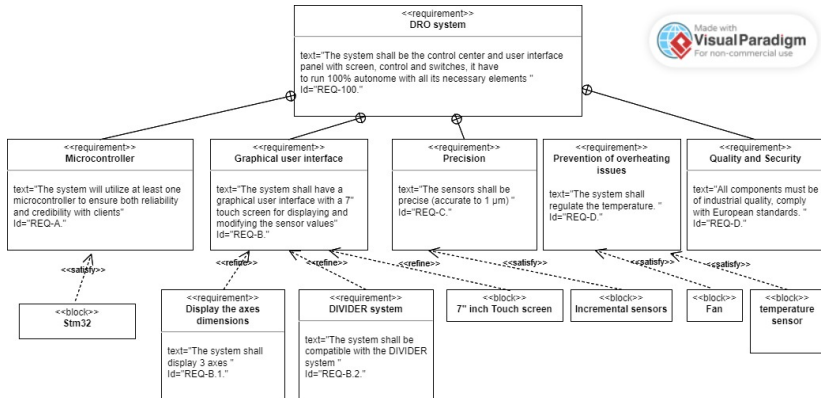 <<requirement>>
DRO system
text="The system shall be the control center and user interface
panel with screen, control and switches, it have
to run 100% autonome with all its necessary elements "
Id="REQ-100."
Made with
Visual Paradigm
For non-commercial use
<<requirement>>
Microcontroller
text="The system will utilize at least one
microcontroller to ensure both reliability
and credibility with clients"
Id="REQ-A."
<<requirement>>
Graphical user interface
text="The system shall have a
graphical user interface with a 7"
touch screen for displaying and
modifying the sensor values"
Id="REQ-B."
<<requirement>>
Precision
text="The sensors shall be
precise (accurate to 1 µm) "
Id="REQ-C."
<<requirement>>
Prevention of overheating
issues
text="The system shall
regulate the temperature. "
Id="REQ-D."
<<requirement>>
Quality and Security
text="All components must be
of industrial quality, comply
with European standards. "
Id="REQ-D."
<<satisfy>>
<<refine>>
<<refine>>
<<refine>>
<<satisfy>>
<<satisfy>>
<<satisfy>>
<<block>>
Stm32
<<requirement>>
Display the axes
dimensions
text="The system shall
display 3 axes "
Id="REQ-B.1."
<<requirement>>
DIVIDER system
text="The system shall be
compatible with the DIVIDER
system "
Id="REQ-B.2."
<<block>>
7" inch Touch screen
<<block>>
Incremental sensors
<<block>>
Fan
<<block>>
temperature
sensor